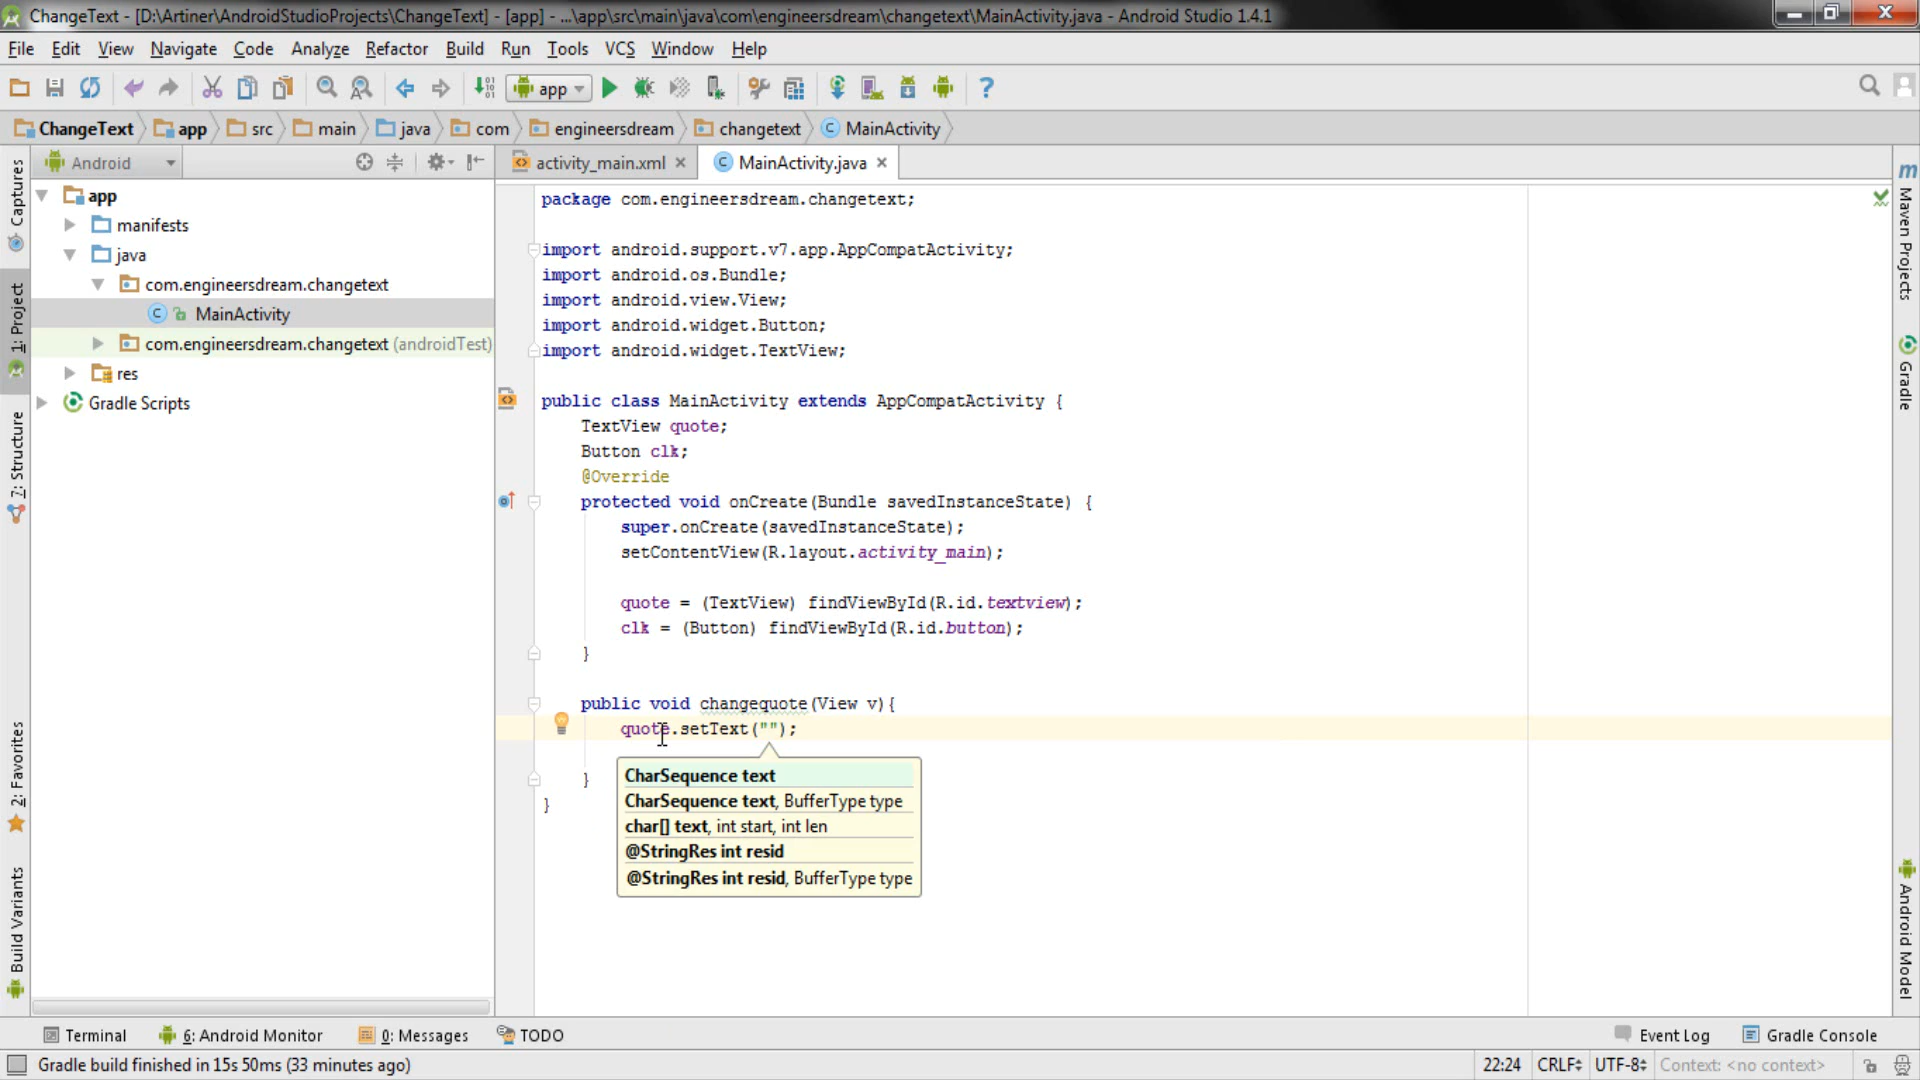 ChangeText - [D:\Artiner\AndroidStudioProjects\ChangeText] - [app] - ...\app\src\main\java\com\engineersdream\changetext\MainActivity.java - Android Studio 1.4.1
File Edit View Navigate Code Analyze Refactor Build Run Tools VCS Window Help
app
ChangeText app src main java com engineersdream changetext MainActivity
Android
activity_main.xml MainActivity.java
app
manifests
java
com.engineersdream.changetext
MainActivity
com.engineersdream.changetext (androidTest)
res
Gradle Scripts
Captures
1: Project
7: Structure
2: Favorites
Build Variants
package com.engineersdream.changetext;
import android.support.v7.app.AppCompatActivity;
import android.os.Bundle;
import android.view.View;
import android.widget.Button;
import android.widget.TextView;
public class MainActivity extends AppCompatActivity {
TextView quote;
Button clk;
@Override
protected void onCreate(Bundle savedInstanceState) {
super.onCreate(savedInstanceState);
setContentView(R.layout.activity_main);
quote = (TextView) findViewById(R.id.textview);
clk = (Button) findViewById(R.id.button);
}
public void changequote(View v){
quote.setText("");
}
}
CharSequence text
CharSequence text, BufferType type
char[] text, int start, int len
@StringRes int resid
@StringRes int resid, BufferType type
m
Maven Projects
Gradle
Android Model
Terminal 6: Android Monitor 0: Messages TODO Event Log Gradle Console
Gradle build finished in 15s 50ms (33 minutes ago) 22:24 CRLF UTF-8 Context: <no context>